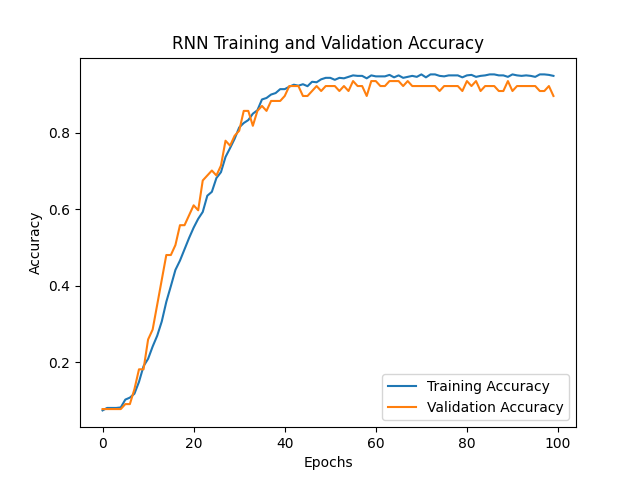 RNN Training and Validation Accuracy
Accuracy
0.8
0.6
0.4
0.2
0 20 40 60 80 100
Epochs
Training Accuracy
Validation Accuracy